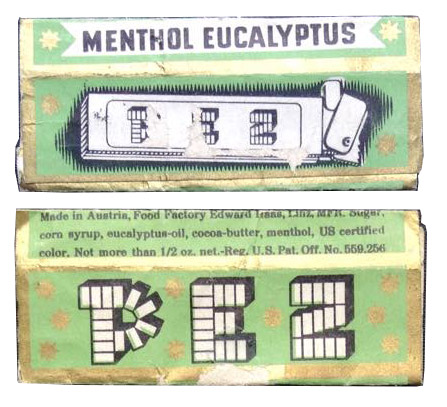 MENTHOL EUCALYPTUS
PEZ
Made in Austria, Food Factory Edward Haas, Linz, MFR. Sugar,
corn syrup, eucalyptus-oil, cocoa-butter, menthol, US certified
color. Not more than 1/2 oz. net.-Reg. U.S. Pat. Off. No. 559.256
PEZ